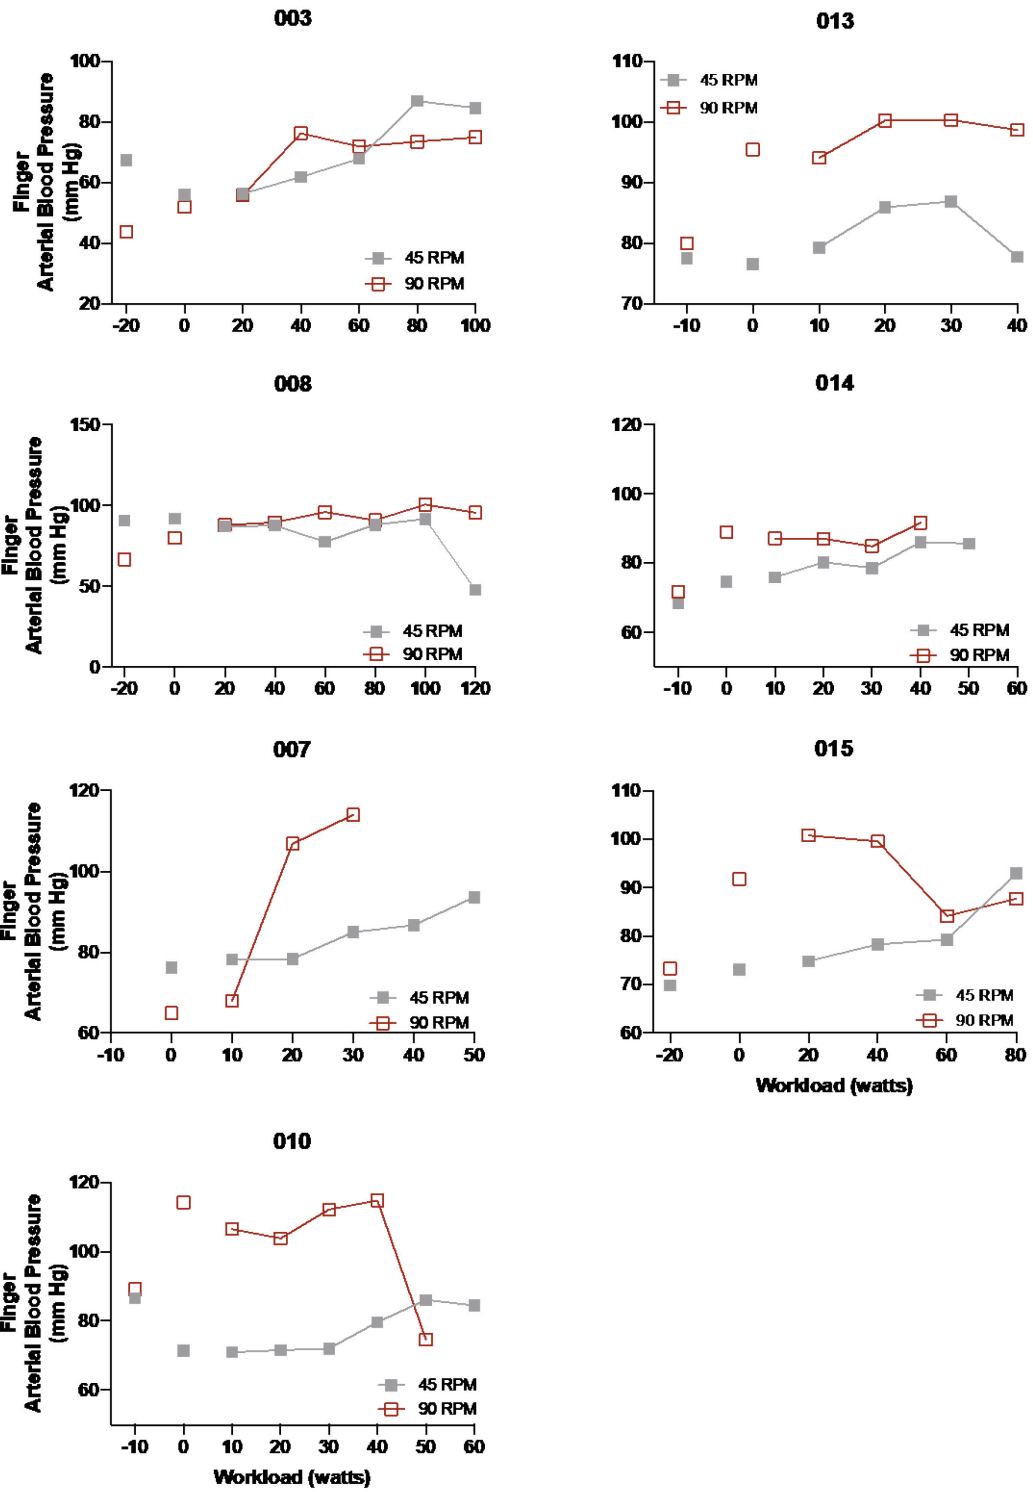 003
Finger
Arterial Blood Pressure
(mm Hg)
100
80
60
40
20
-20 0 20 40 60 80 100
45 RPM
90 RPM
013
110
100
90
80
70
-10 0 10 20 30 40
45 RPM
90 RPM
008
Finger
Arterial Blood Pressure
(mm Hg)
150
100
50
0
-20 0 20 40 60 80 100 120
45 RPM
90 RPM
014
120
100
80
60
-10 0 10 20 30 40 50 60
45 RPM
90 RPM
007
Finger
Arterial Blood Pressure
(mm Hg)
120
100
80
60
-10 0 10 20 30 40 50
45 RPM
90 RPM
015
110
100
90
80
70
60
-20 0 20 40 60 80
45 RPM
90 RPM
Workload (watts)
010
Finger
Arterial Blood Pressure
(mm Hg)
120
100
80
60
-10 0 10 20 30 40 50 60
45 RPM
90 RPM
Workload (watts)